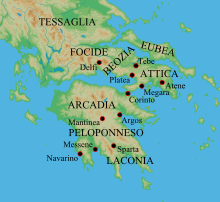 TESSAGLIA
EUBEA
FOCIDE
BEOZIA
Delfi
Tebe
Platea
ATTICA
Atene
Megara
Corinto
ARCADIA
Mantinea
Argos
PELOPONNESO
Messene
Sparta
Navarino
LACONIA